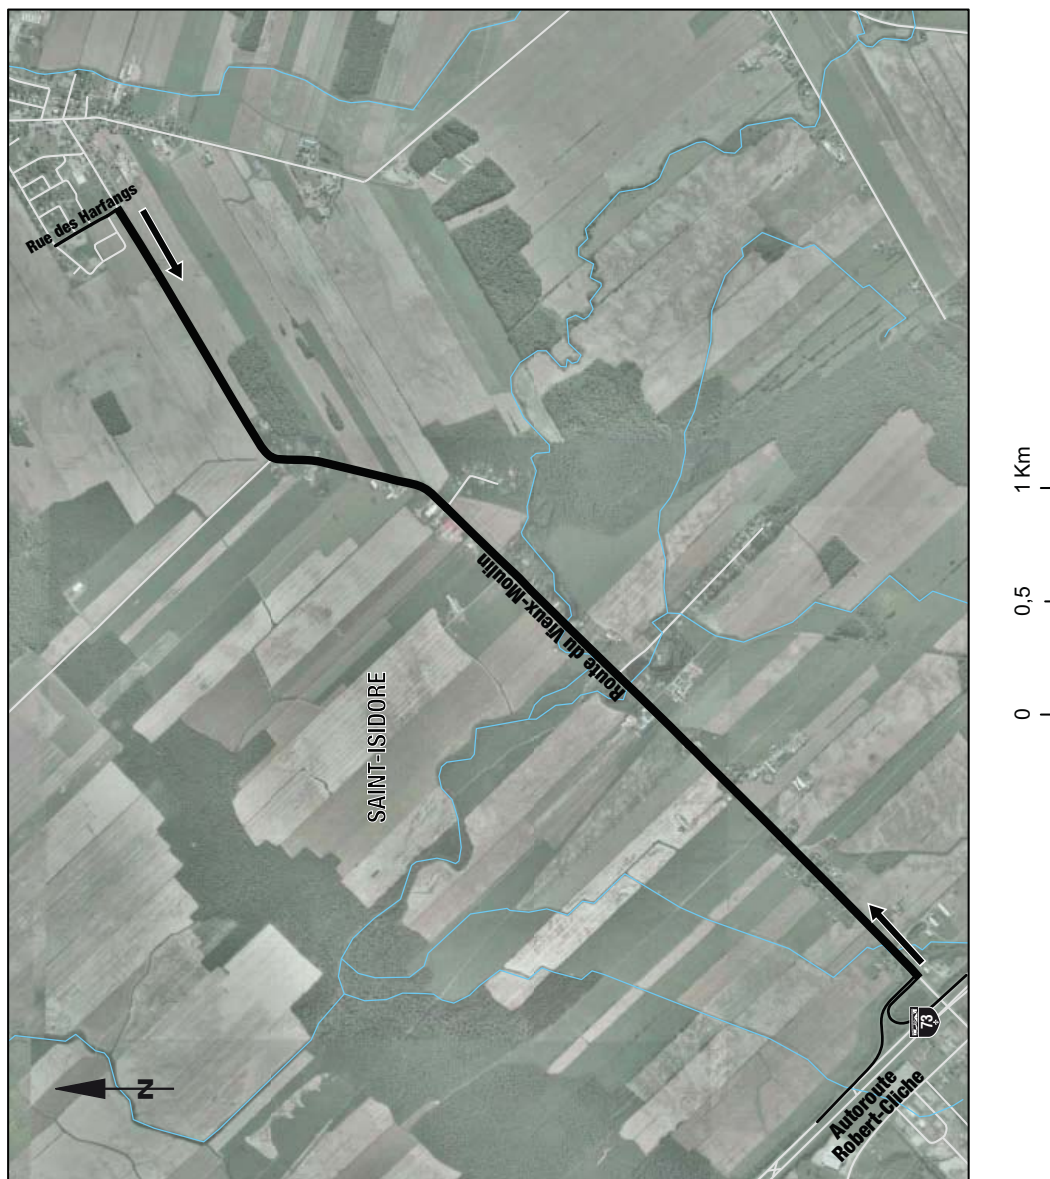 Rue des Harfangs
Route du Vieux-Moulin
SAINT-ISIDORE
1 Km
0,5
0
N
73
Autoroute
Robert-Cliche